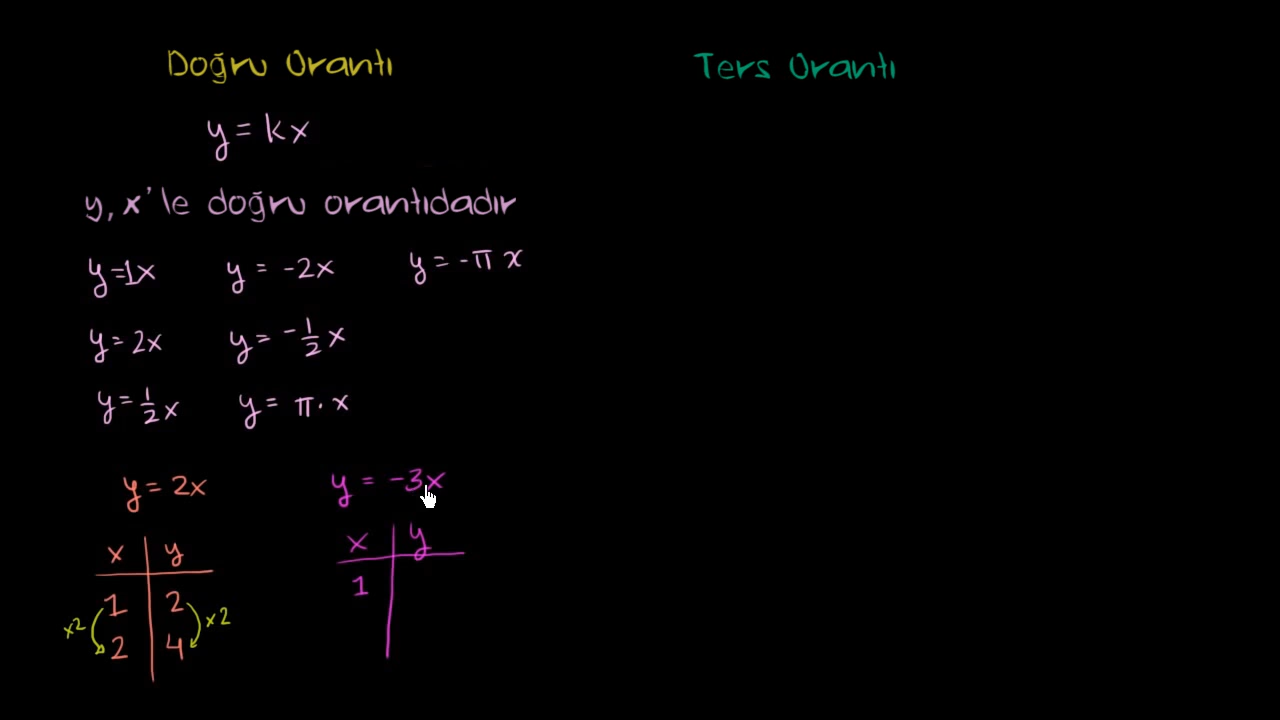 Doğru Orantı
Ters Orantı
y = kx
y, x'le doğru orantıdadır
y=1x y = -2x y = -π x
y = 2x y = -1/2 x
y = 1/2 x y = π · x
y = 2x
x y
1 2
2 4
x2 x2
y = -3x
x y
1